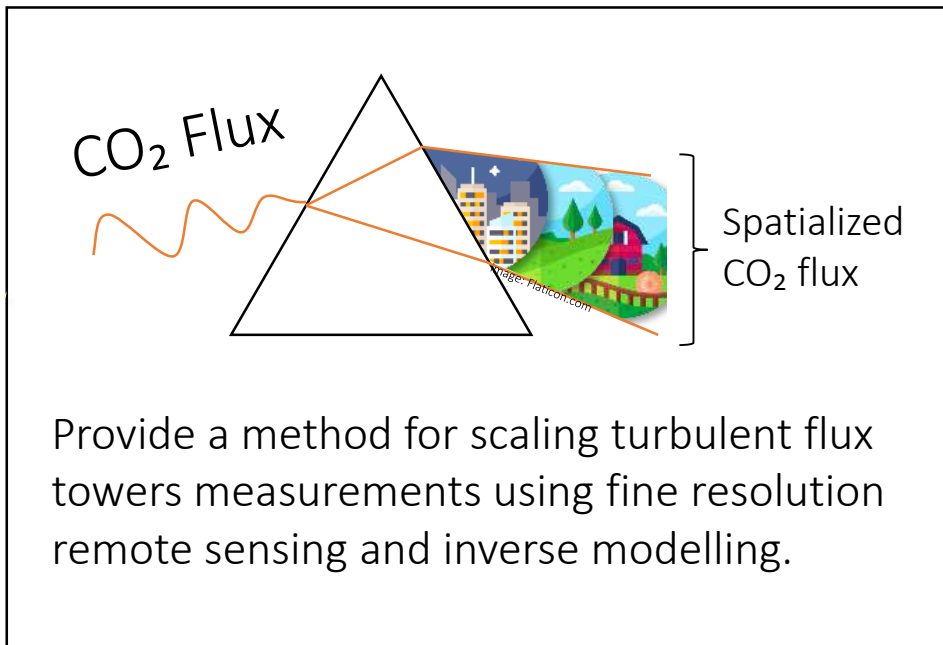 CO₂ Flux
Image: Flaticon.com
Spatialized
CO₂ flux
Provide a method for scaling turbulent flux
towers measurements using fine resolution
remote sensing and inverse modelling.